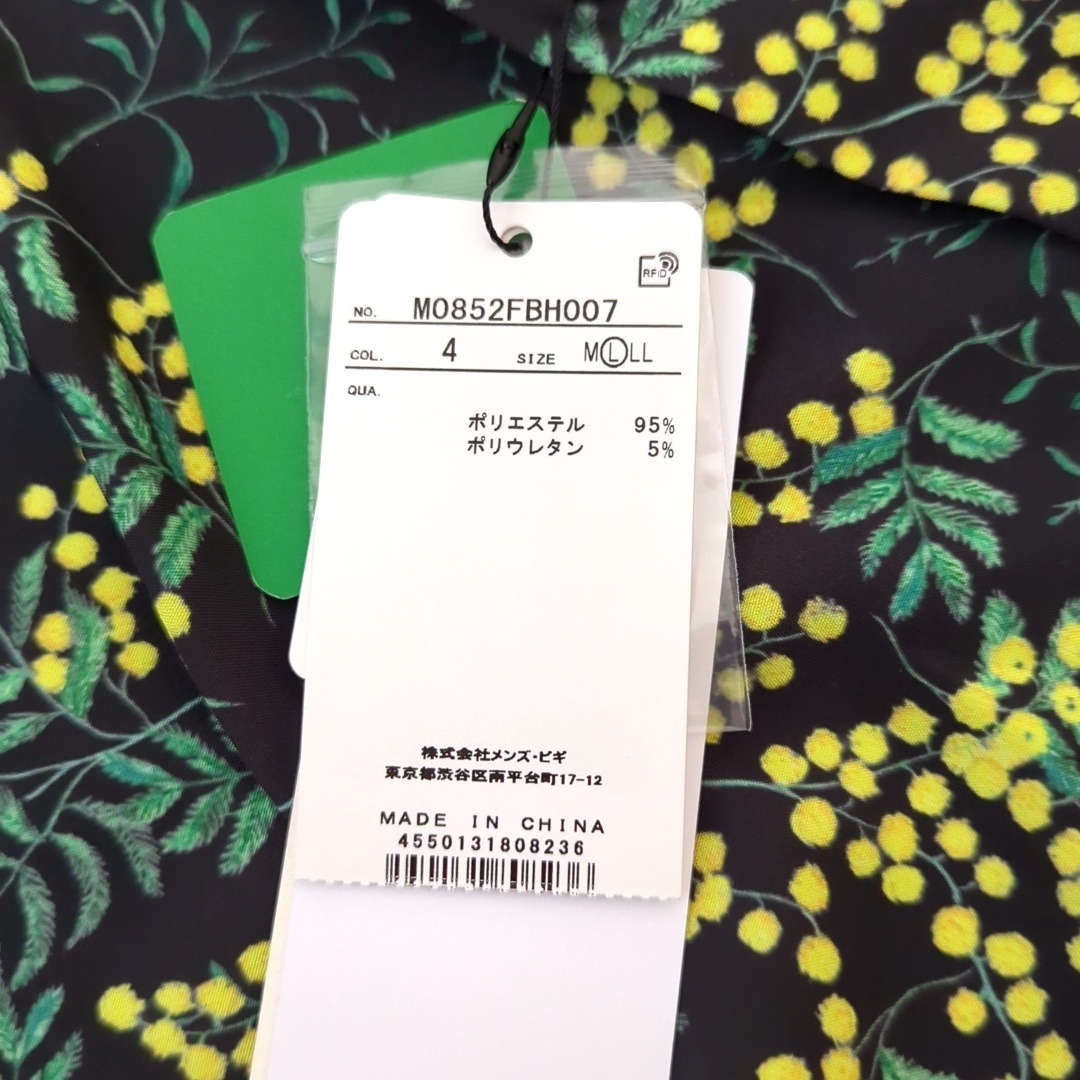 RFID
NO. M0852FBH007
COL. 4 SIZE M L LL
QUA.
ポリエステル 95%
ポリウレタン 5%
株式会社メンズ・ビギ
東京都渋谷区南平台町17-12
MADE IN CHINA
4550131808236